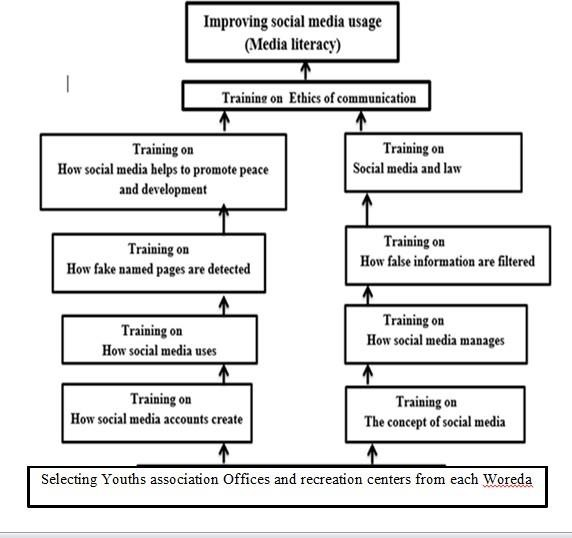 Improving social media usage
(Media literacy)
Training on Ethics of communication
Training on
How social media helps to promote peace
and development
Training on
Social media and law
Training on
How fake named pages are detected
Training on
How false information are filtered
Training on
How social media uses
Training on
How social media manages
Training on
How social media accounts create
Training on
The concept of social media
Selecting Youths association Offices and recreation centers from each Woreda